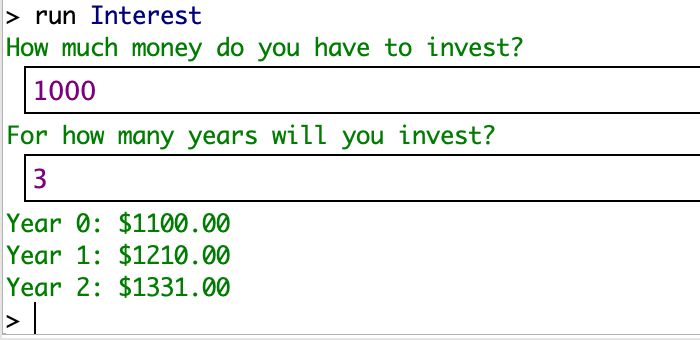 > run Interest
How much money do you have to invest?
1000
For how many years will you invest?
3
Year 0: $1100.00
Year 1: $1210.00
Year 2: $1331.00
>